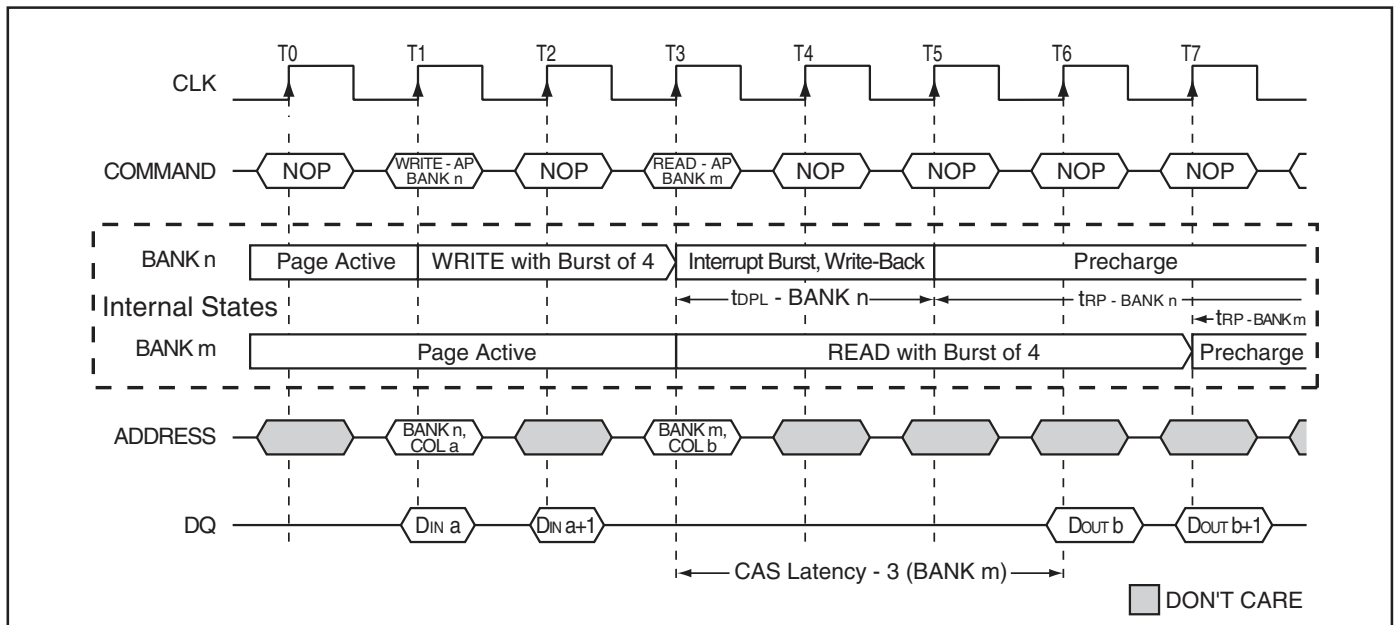 T0 T1 T2 T3 T4 T5 T6 T7
CLK
COMMAND NOP WRITE - AP BANK n NOP READ - AP BANK m NOP NOP NOP NOP
BANK n Page Active WRITE with Burst of 4 Interrupt Burst, Write-Back Precharge
tDPL - BANK n tRP - BANK n
Internal States
tRP - BANK m
BANK m Page Active READ with Burst of 4 Precharge
ADDRESS BANK n, COL a BANK m, COL b
DQ DIN a DIN a+1 DOUT b DOUT b+1
CAS Latency - 3 (BANK m)
DON'T CARE